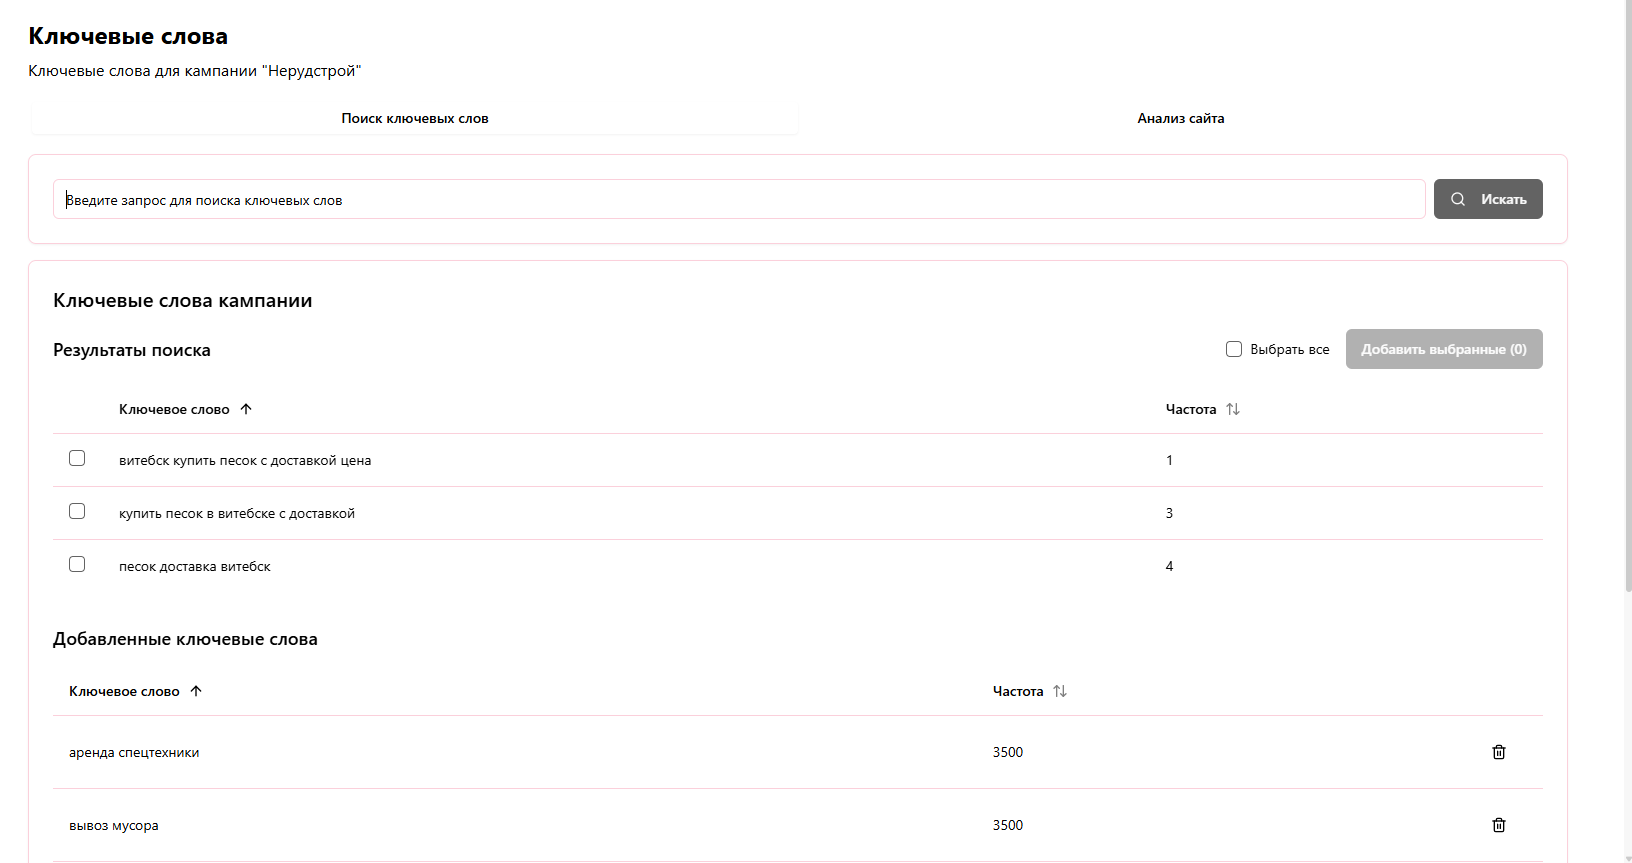 Ключевые слова
Ключевые слова для кампании "Нерудстрой"
Поиск ключевых слов
Анализ сайта
Введите запрос для поиска ключевых слов
Искать
Ключевые слова кампании
Результаты поиска
Выбрать все
Добавить выбранные (0)
Ключевое слово Частота
витебск купить песок с доставкой цена 1
купить песок в витебске с доставкой 3
песок доставка витебск 4
Добавленные ключевые слова
Ключевое слово Частота
аренда спецтехники 3500
вывоз мусора 3500